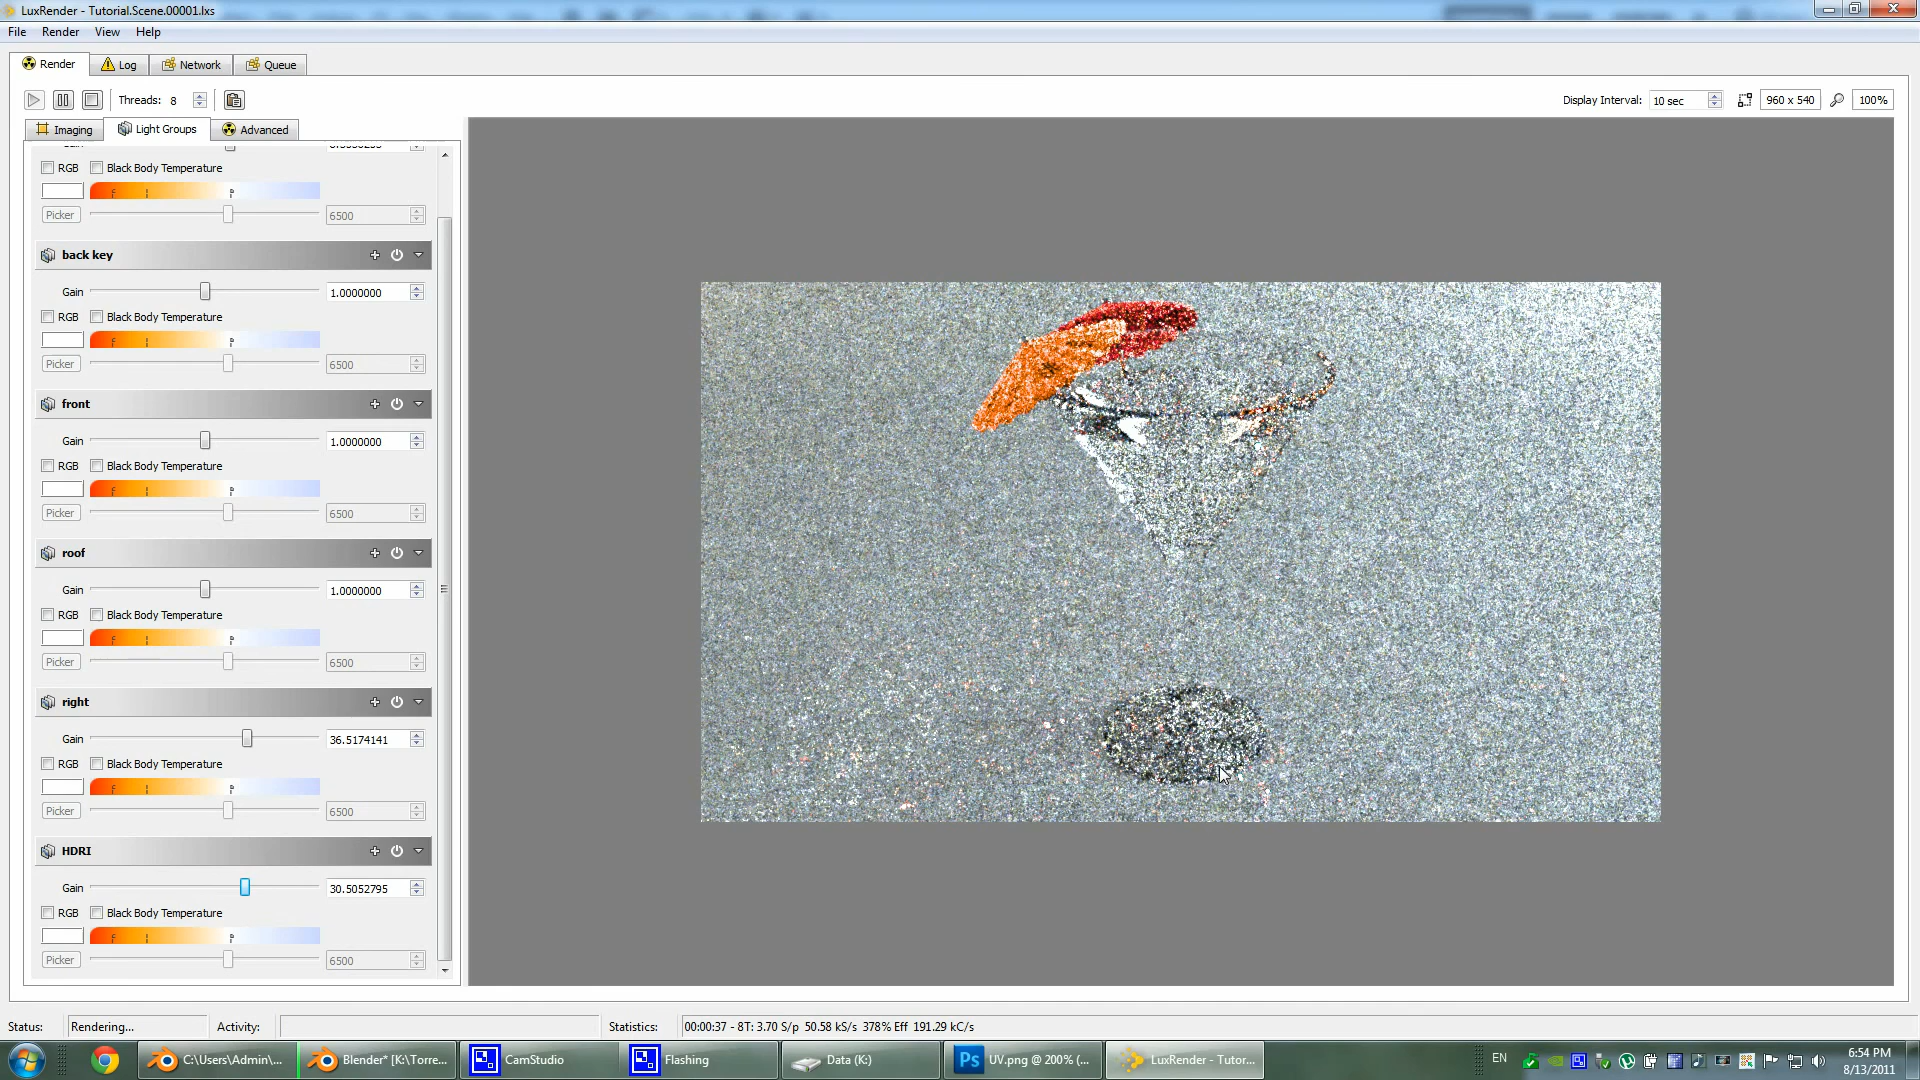 LuxRender - Tutorial.Scene.00001.lxs
File Render View Help
Render Log Network Queue
Threads: 8
Display Interval: 10 sec 960 x 540 100%
Imaging Light Groups Advanced
RGB Black Body Temperature
Picker 6500
back key
Gain 1.0000000
RGB Black Body Temperature
Picker 6500
front
Gain 1.0000000
RGB Black Body Temperature
Picker 6500
roof
Gain 1.0000000
RGB Black Body Temperature
Picker 6500
right
Gain 36.5174141
RGB Black Body Temperature
Picker 6500
HDRI
Gain 30.5052795
RGB Black Body Temperature
Picker 6500
Status: Rendering... Activity: Statistics: 00:00:37 - 8T: 3.70 S/p 50.58 kS/s 378% Eff 191.29 kC/s
C:\Users\Admin\... Blender* [K:\Torre... CamStudio Flashing Data (K:) Ps UV.png @ 200% (... LuxRender - Tutor... EN 6:54 PM
8/13/2011